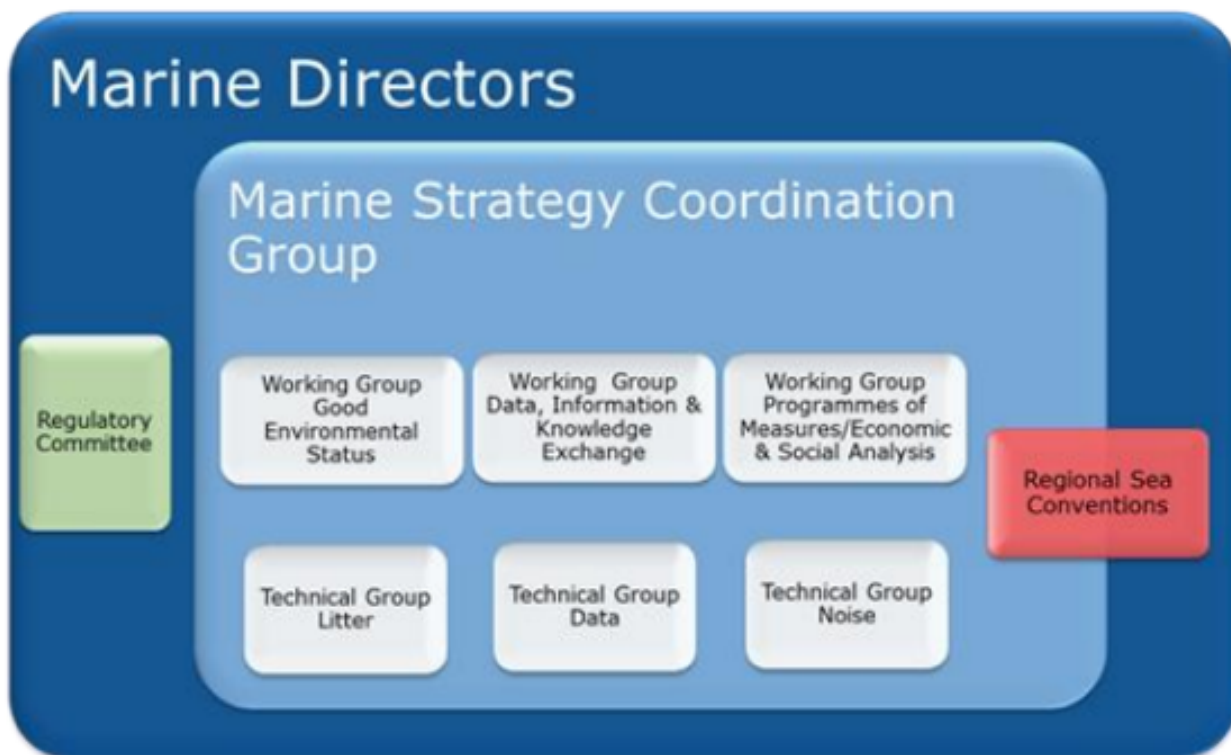 Marine Directors
Marine Strategy Coordination
Group
Regulatory
Committee
Working Group
Good
Environmental
Status
Working Group
Data, Information &
Knowledge
Exchange
Working Group
Programmes of
Measures/Economic
& Social Analysis
Regional Sea
Conventions
Technical Group
Litter
Technical Group
Data
Technical Group
Noise